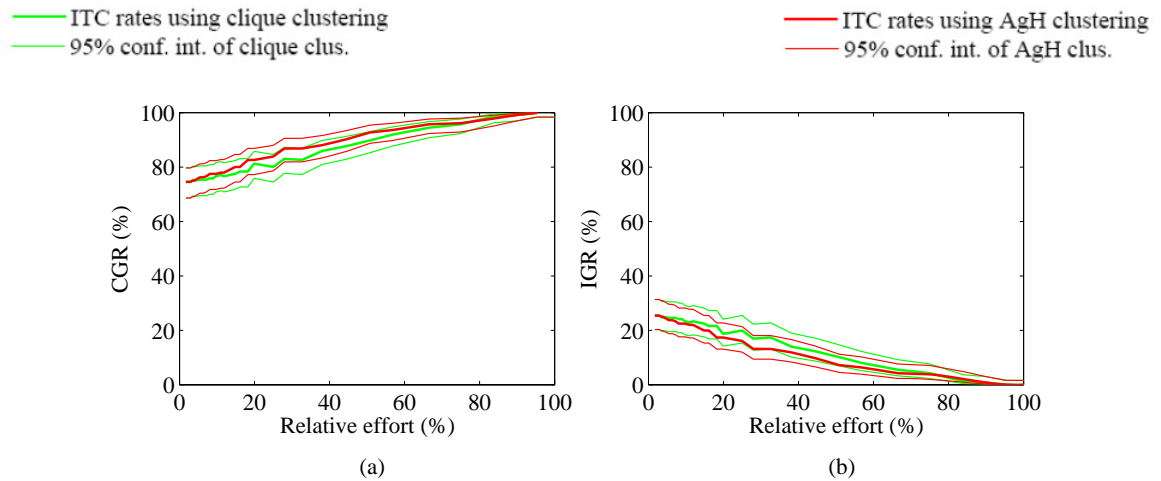 ITC rates using clique clustering
95% conf. int. of clique clus.
ITC rates using AgH clustering
95% conf. int. of AgH clus.
100
80
60
40
20
0
CGR (%)
0 20 40 60 80 100
Relative effort (%)
(a)
100
80
60
40
20
0
IGR (%)
0 20 40 60 80 100
Relative effort (%)
(b)